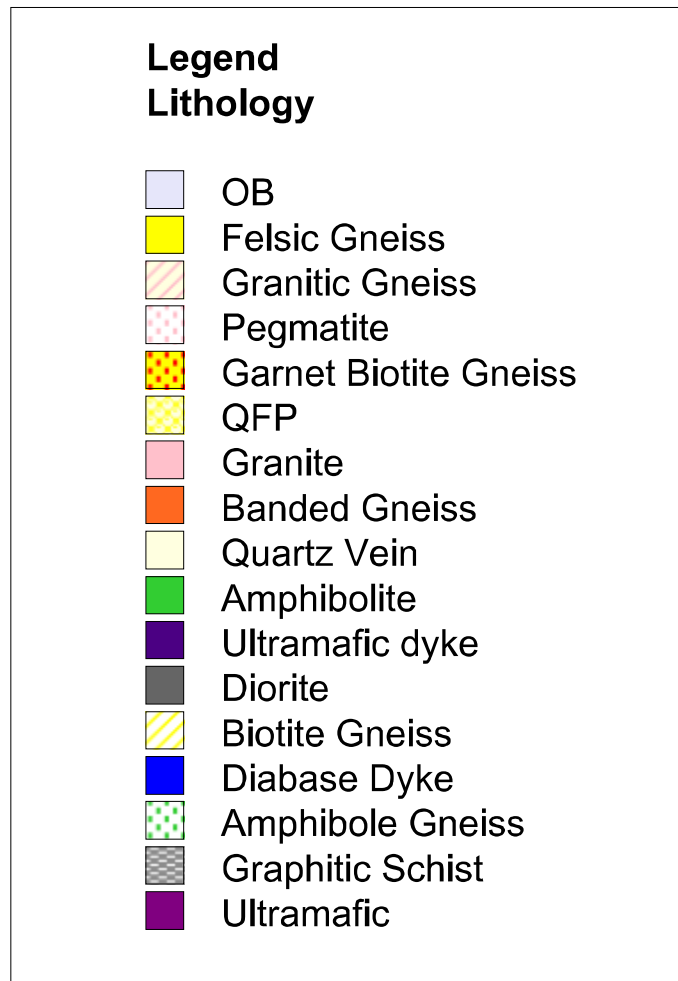 Legend
Lithology
OB
Felsic Gneiss
Granitic Gneiss
Pegmatite
Garnet Biotite Gneiss
QFP
Granite
Banded Gneiss
Quartz Vein
Amphibolite
Ultramafic dyke
Diorite
Biotite Gneiss
Diabase Dyke
Amphibole Gneiss
Graphitic Schist
Ultramafic